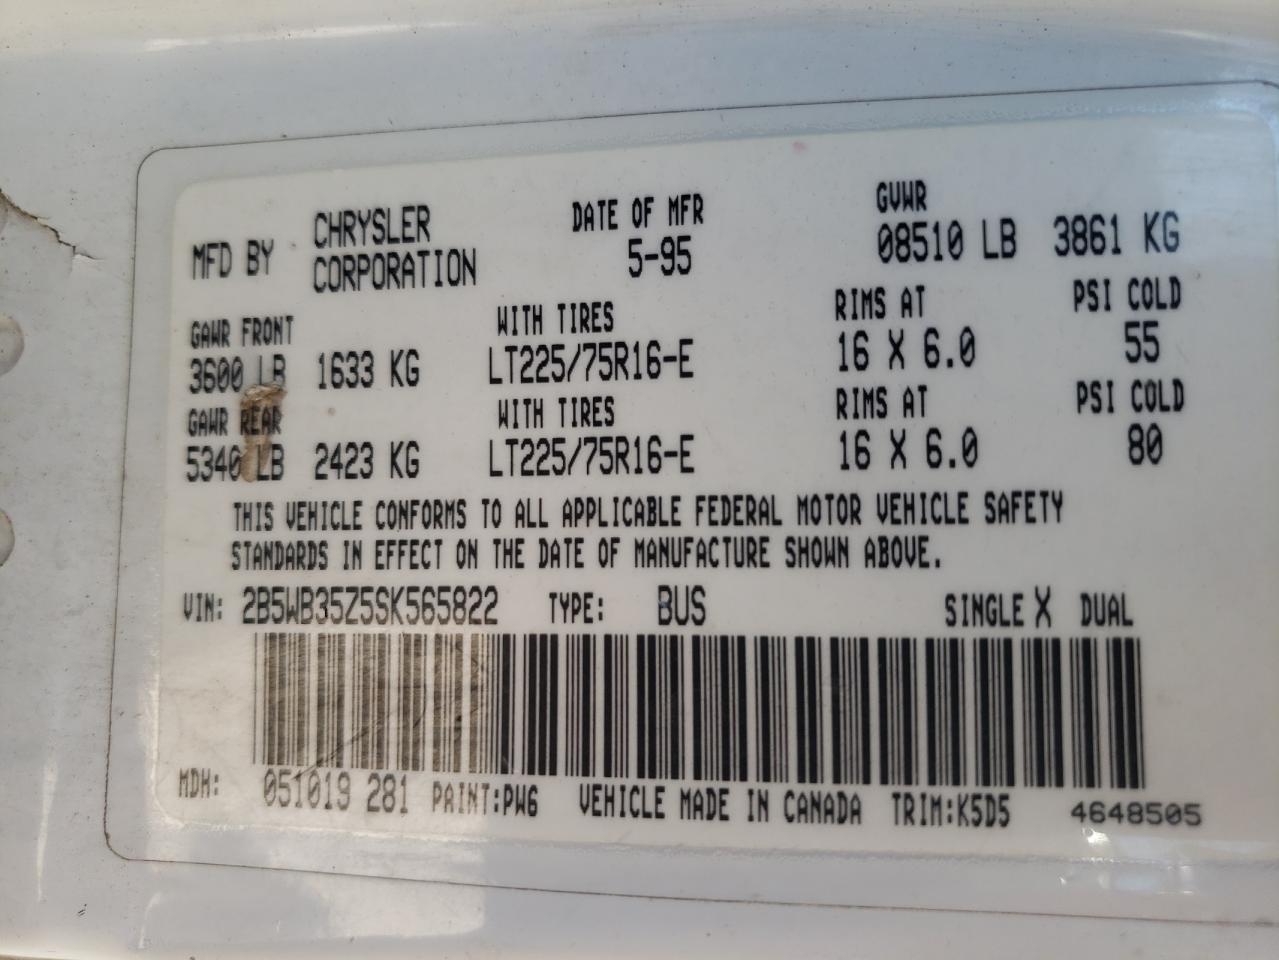 MFD BY CHRYSLER CORPORATION DATE OF MFR 5-95 GVWR 08510 LB 3861 KG
GAWR FRONT WITH TIRES RIMS AT PSI COLD
3600 LB 1633 KG LT225/75R16-E 16 X 6.0 55
GAWR REAR WITH TIRES RIMS AT PSI COLD
5340 LB 2423 KG LT225/75R16-E 16 X 6.0 80
THIS VEHICLE CONFORMS TO ALL APPLICABLE FEDERAL MOTOR VEHICLE SAFETY
STANDARDS IN EFFECT ON THE DATE OF MANUFACTURE SHOWN ABOVE.
VIN: 2B5WB35Z5SK565822 TYPE: BUS SINGLE X DUAL
MDH: 051019 281 PAINT:PW6 VEHICLE MADE IN CANADA TRIM:K5D5 4648505